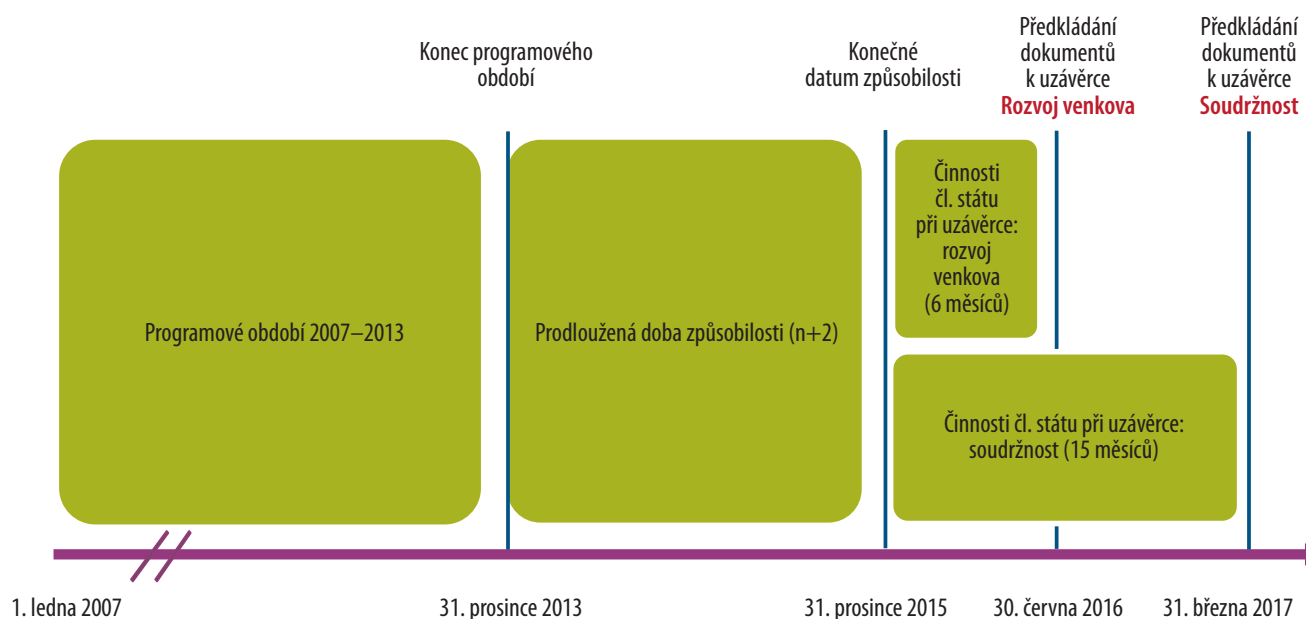 Konec programového
období
Konečné
datum způsobilosti
Předkládání
dokumentů
k uzávěrce
Rozvoj venkova
Předkládání
dokumentů
k uzávěrce
Soudržnost
Programové období 2007–2013
Prodloužená doba způsobilosti (n+2)
Činnosti
čl. státu
při uzávěrce:
rozvoj
venkova
(6 měsíců)
Činnosti čl. státu při uzávěrce:
soudržnost (15 měsíců)
1. ledna 2007
31. prosince 2013
31. prosince 2015
30. června 2016
31. března 2017